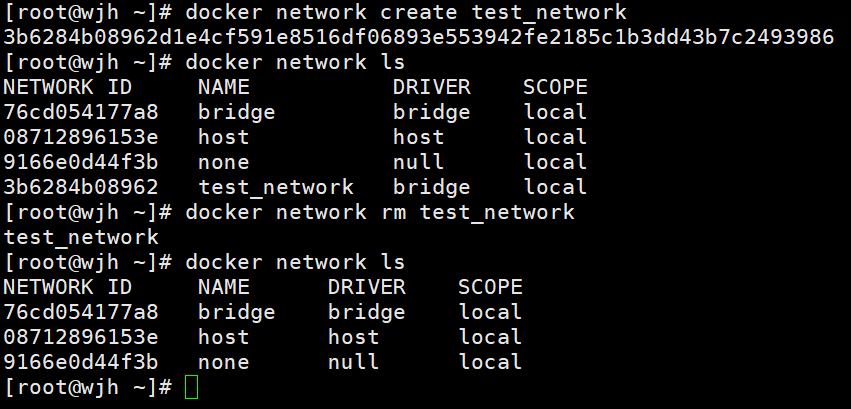 [root@wjh ~]# docker network create test_network
3b6284b08962d1e4cf591e8516df06893e553942fe2185c1b3dd43b7c2493986
[root@wjh ~]# docker network ls
NETWORK ID     NAME           DRIVER    SCOPE
76cd054177a8   bridge         bridge    local
08712896153e   host           host      local
9166e0d44f3b   none           null      local
3b6284b08962   test_network   bridge    local
[root@wjh ~]# docker network rm test_network
test_network
[root@wjh ~]# docker network ls
NETWORK ID     NAME      DRIVER    SCOPE
76cd054177a8   bridge    bridge    local
08712896153e   host      host      local
9166e0d44f3b   none      null      local
[root@wjh ~]#